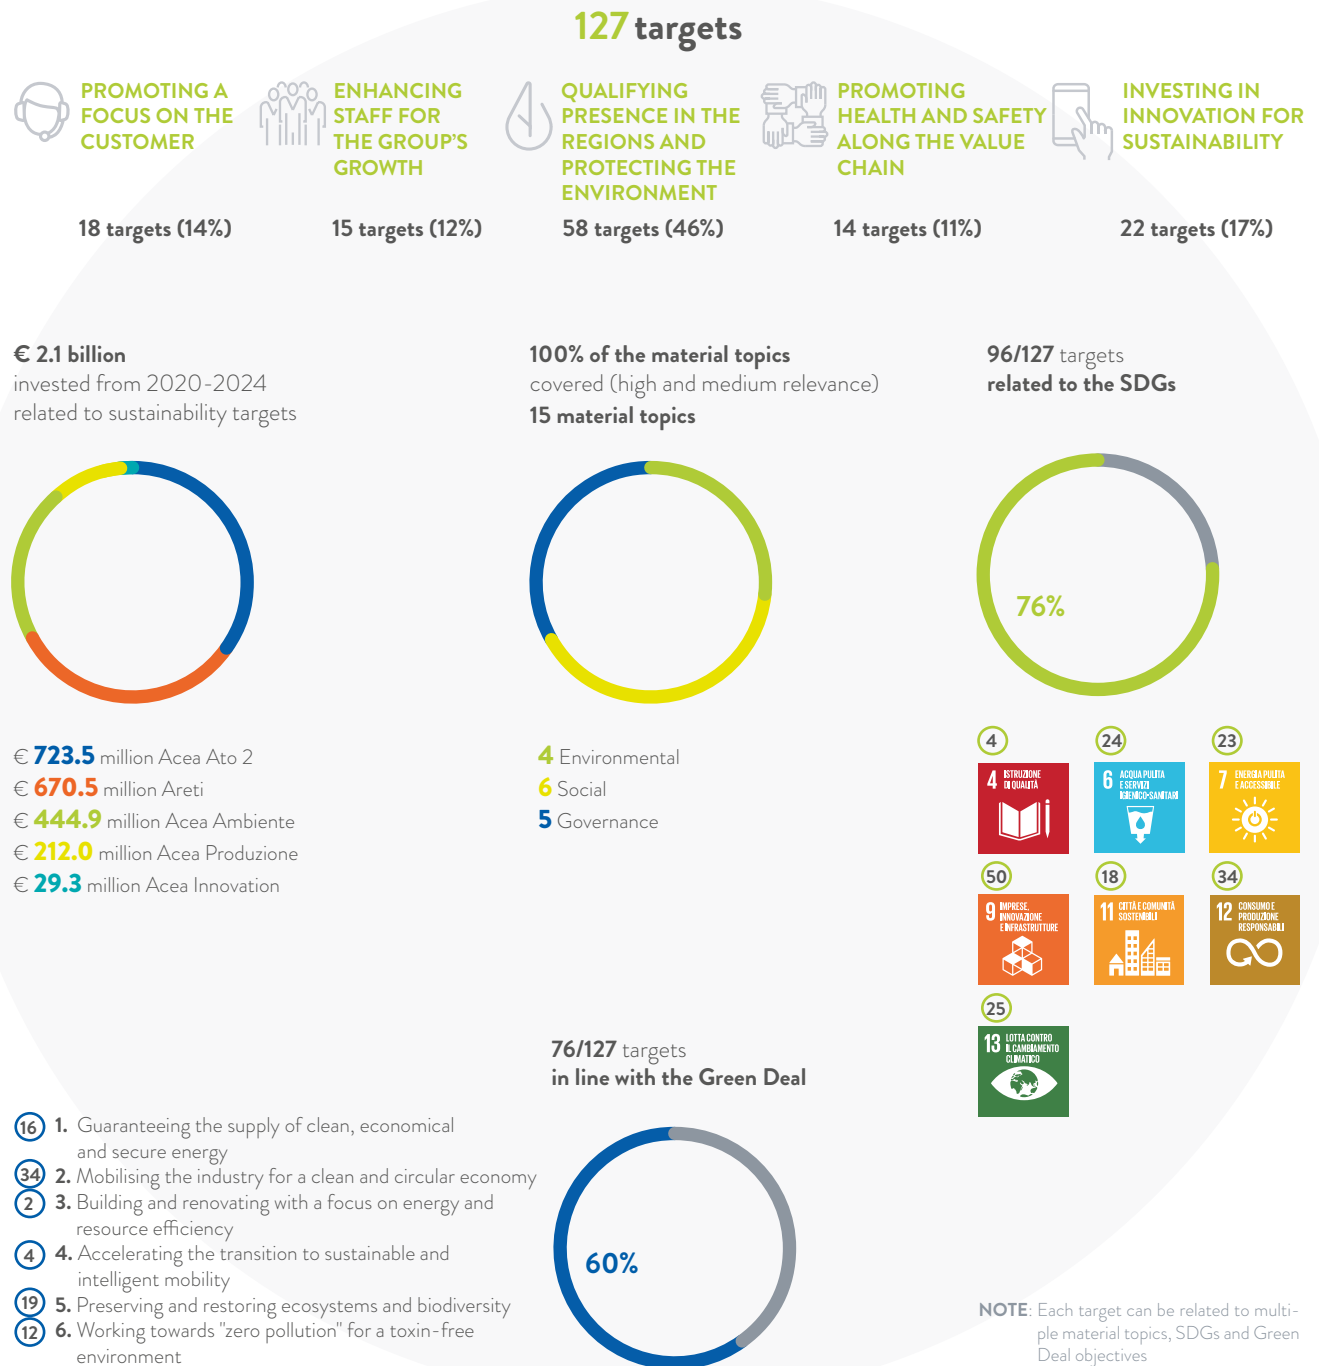 127 targets
PROMOTING A
FOCUS ON THE
CUSTOMER
18 targets (14%)
ENHANCING
STAFF FOR
THE GROUP'S
GROWTH
15 targets (12%)
QUALIFYING
PRESENCE IN THE
REGIONS AND
PROTECTING THE
ENVIRONMENT
58 targets (46%)
PROMOTING
HEALTH AND SAFETY
ALONG THE VALUE
CHAIN
14 targets (11%)
INVESTING IN
INNOVATION FOR
SUSTAINABILITY
22 targets (17%)
€ 2.1 billion
invested from 2020-2024
related to sustainability targets
€ 723.5 million Acea Ato 2
€ 670.5 million Areti
€ 444.9 million Acea Ambiente
€ 212.0 million Acea Produzione
€ 29.3 million Acea Innovation
100% of the material topics
covered (high and medium relevance)
15 material topics
4 Environmental
6 Social
5 Governance
96/127 targets
related to the SDGs
76%
4
4 ISTRUZIONE
DI QUALITÀ
24
6 ACQUA PULITA
E SERVIZI
IGIENICO-SANITARI
23
7 ENERGIA PULITA
E ACCESSIBILE
50
9 IMPRESE,
INNOVAZIONE
E INFRASTRUTTURE
18
11 CITTÀ E COMUNITÀ
SOSTENIBILI
34
12 CONSUMO E
PRODUZIONE
RESPONSABILI
25
13 LOTTA CONTRO
IL CAMBIAMENTO
CLIMATICO
76/127 targets
in line with the Green Deal
60%
16 1. Guaranteeing the supply of clean, economical
and secure energy
34 2. Mobilising the industry for a clean and circular economy
2 3. Building and renovating with a focus on energy and
resource efficiency
4 4. Accelerating the transition to sustainable and
intelligent mobility
19 5. Preserving and restoring ecosystems and biodiversity
12 6. Working towards "zero pollution" for a toxin-free
environment
NOTE: Each target can be related to multi-
ple material topics, SDGs and Green
Deal objectives